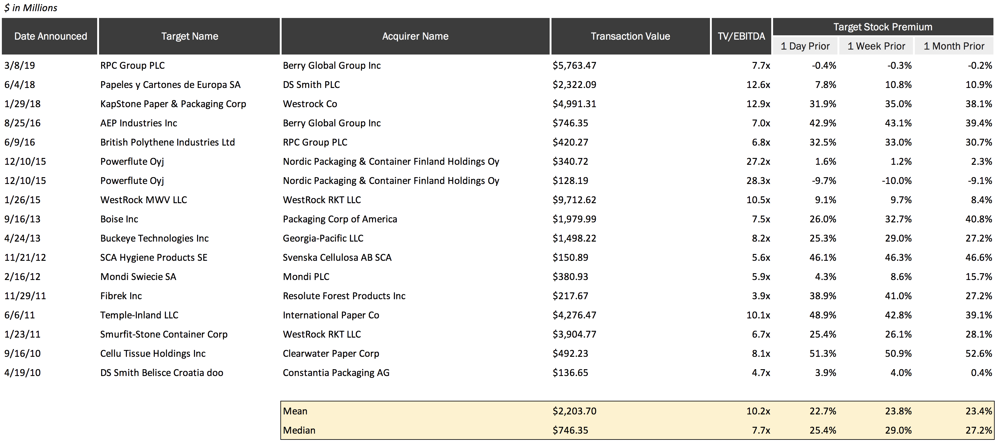 $ in Millions
Date Announced Target Name Acquirer Name Transaction Value TV/EBITDA Target Stock Premium
1 Day Prior 1 Week Prior 1 Month Prior
3/8/19 RPC Group PLC Berry Global Group Inc $5,763.47 7.7x -0.4% -0.3% -0.2%
6/4/18 Papeles y Cartones de Europa SA DS Smith PLC $2,322.09 12.6x 7.8% 10.8% 10.9%
1/29/18 KapStone Paper & Packaging Corp Westrock Co $4,991.31 12.9x 31.9% 35.0% 38.1%
8/25/16 AEP Industries Inc Berry Global Group Inc $746.35 7.0x 42.9% 43.1% 39.4%
6/9/16 British Polythene Industries Ltd RPC Group PLC $420.27 6.8x 32.5% 33.0% 30.7%
12/10/15 Powerflute Oyj Nordic Packaging & Container Finland Holdings Oy $340.72 27.2x 1.6% 1.2% 2.3%
12/10/15 Powerflute Oyj Nordic Packaging & Container Finland Holdings Oy $128.19 28.3x -9.7% -10.0% -9.1%
1/26/15 WestRock MWV LLC WestRock RKT LLC $9,712.62 10.5x 9.1% 9.7% 8.4%
9/16/13 Boise Inc Packaging Corp of America $1,979.99 7.5x 26.0% 32.7% 40.8%
4/24/13 Buckeye Technologies Inc Georgia-Pacific LLC $1,498.22 8.2x 25.3% 29.0% 27.2%
11/21/12 SCA Hygiene Products SE Svenska Cellulosa AB SCA $150.89 5.6x 46.1% 46.3% 46.6%
2/16/12 Mondi Swiecie SA Mondi PLC $380.93 5.9x 4.3% 8.6% 15.7%
11/29/11 Fibrek Inc Resolute Forest Products Inc $217.67 3.9x 38.9% 41.0% 27.2%
6/6/11 Temple-Inland LLC International Paper Co $4,276.47 10.1x 48.9% 42.8% 39.1%
1/23/11 Smurfit-Stone Container Corp WestRock RKT LLC $3,904.77 6.7x 25.4% 26.1% 28.1%
9/16/10 Cellu Tissue Holdings Inc Clearwater Paper Corp $492.23 8.1x 51.3% 50.9% 52.6%
4/19/10 DS Smith Belisce Croatia doo Constantia Packaging AG $136.65 4.7x 3.9% 4.0% 0.4%
Mean $2,203.70 10.2x 22.7% 23.8% 23.4%
Median $746.35 7.7x 25.4% 29.0% 27.2%